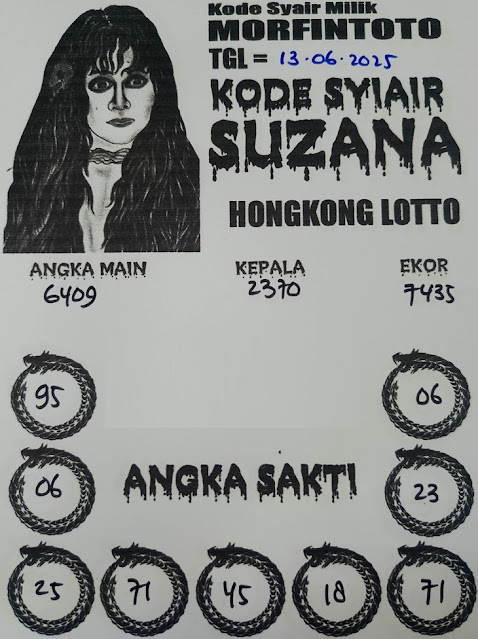 Kode Syair Milik
MORFINTOTO
TGL = 13-06-2025
KODE SYIAIR
SUZANA
HONGKONG LOTTO
ANGKA MAIN KEPALA EKOR
6409 2370 7435
95 06
06 ANGKA SAKTI 23
25 71 45 18 71